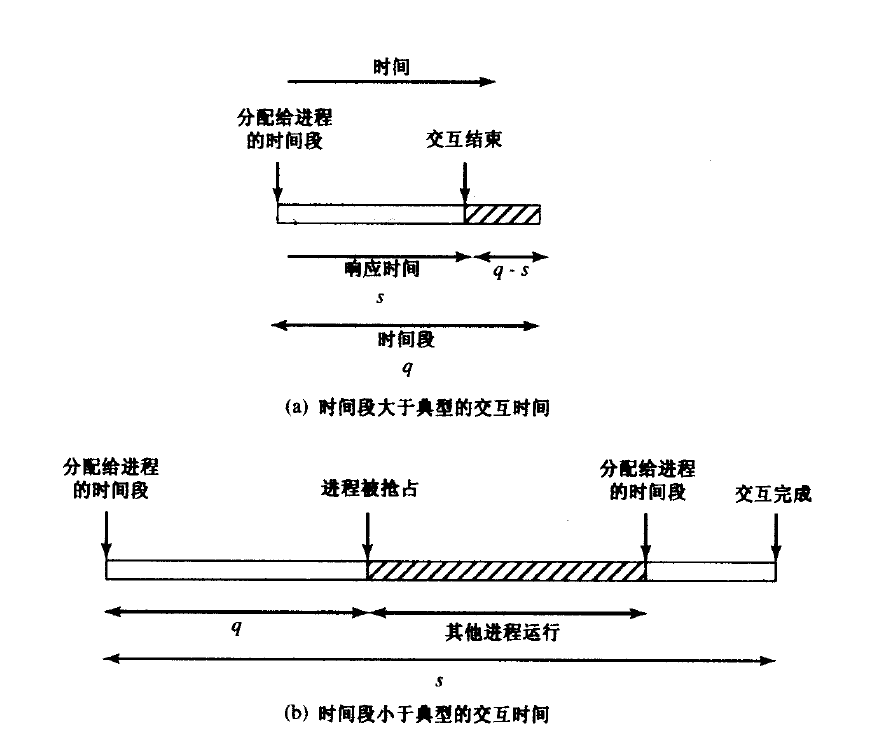 时间
分配给进程
的时间段
交互结束
响应时间
q - s
s
时间段
q
(a) 时间段大于典型的交互时间
分配给进程
的时间段
进程被抢占
分配给进程
的时间段
交互完成
q
其他进程运行
s
(b) 时间段小于典型的交互时间